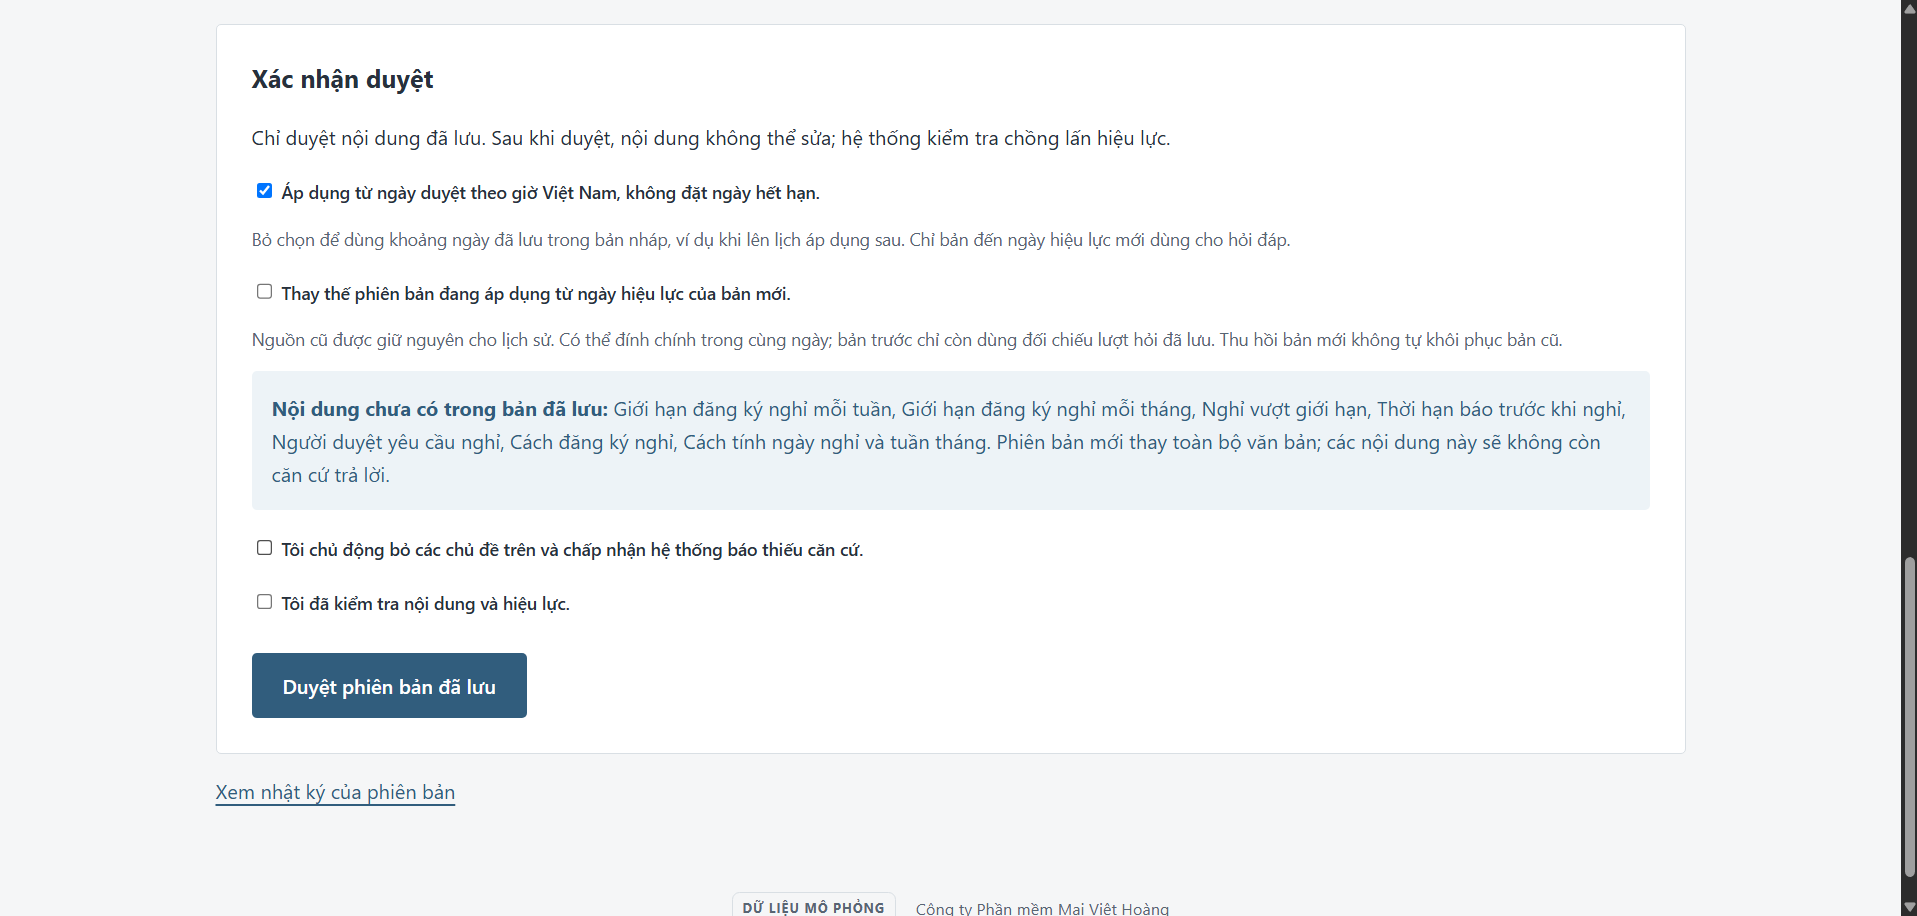 Xác nhận duyệt
Chỉ duyệt nội dung đã lưu. Sau khi duyệt, nội dung không thể sửa; hệ thống kiểm tra chồng lấn hiệu lực.
Áp dụng từ ngày duyệt theo giờ Việt Nam, không đặt ngày hết hạn.
Bỏ chọn để dùng khoảng ngày đã lưu trong bản nháp, ví dụ khi lên lịch áp dụng sau. Chỉ bản đến ngày hiệu lực mới dùng cho hỏi đáp.
Thay thế phiên bản đang áp dụng từ ngày hiệu lực của bản mới.
Nguồn cũ được giữ nguyên cho lịch sử. Có thể đính chính trong cùng ngày; bản trước chỉ còn dùng đối chiếu lượt hỏi đã lưu. Thu hồi bản mới không tự khôi phục bản cũ.
Nội dung chưa có trong bản đã lưu: Giới hạn đăng ký nghỉ mỗi tuần, Giới hạn đăng ký nghỉ mỗi tháng, Nghỉ vượt giới hạn, Thời hạn báo trước khi nghỉ,
Người duyệt yêu cầu nghỉ, Cách đăng ký nghỉ, Cách tính ngày nghỉ và tuần tháng. Phiên bản mới thay toàn bộ văn bản; các nội dung này sẽ không còn
căn cứ trả lời.
Tôi chủ động bỏ các chủ đề trên và chấp nhận hệ thống báo thiếu căn cứ.
Tôi đã kiểm tra nội dung và hiệu lực.
Duyệt phiên bản đã lưu
Xem nhật ký của phiên bản
DỮ LIỆU MÔ PHỎNG
Công ty Phần mềm Mai Việt Hoàng